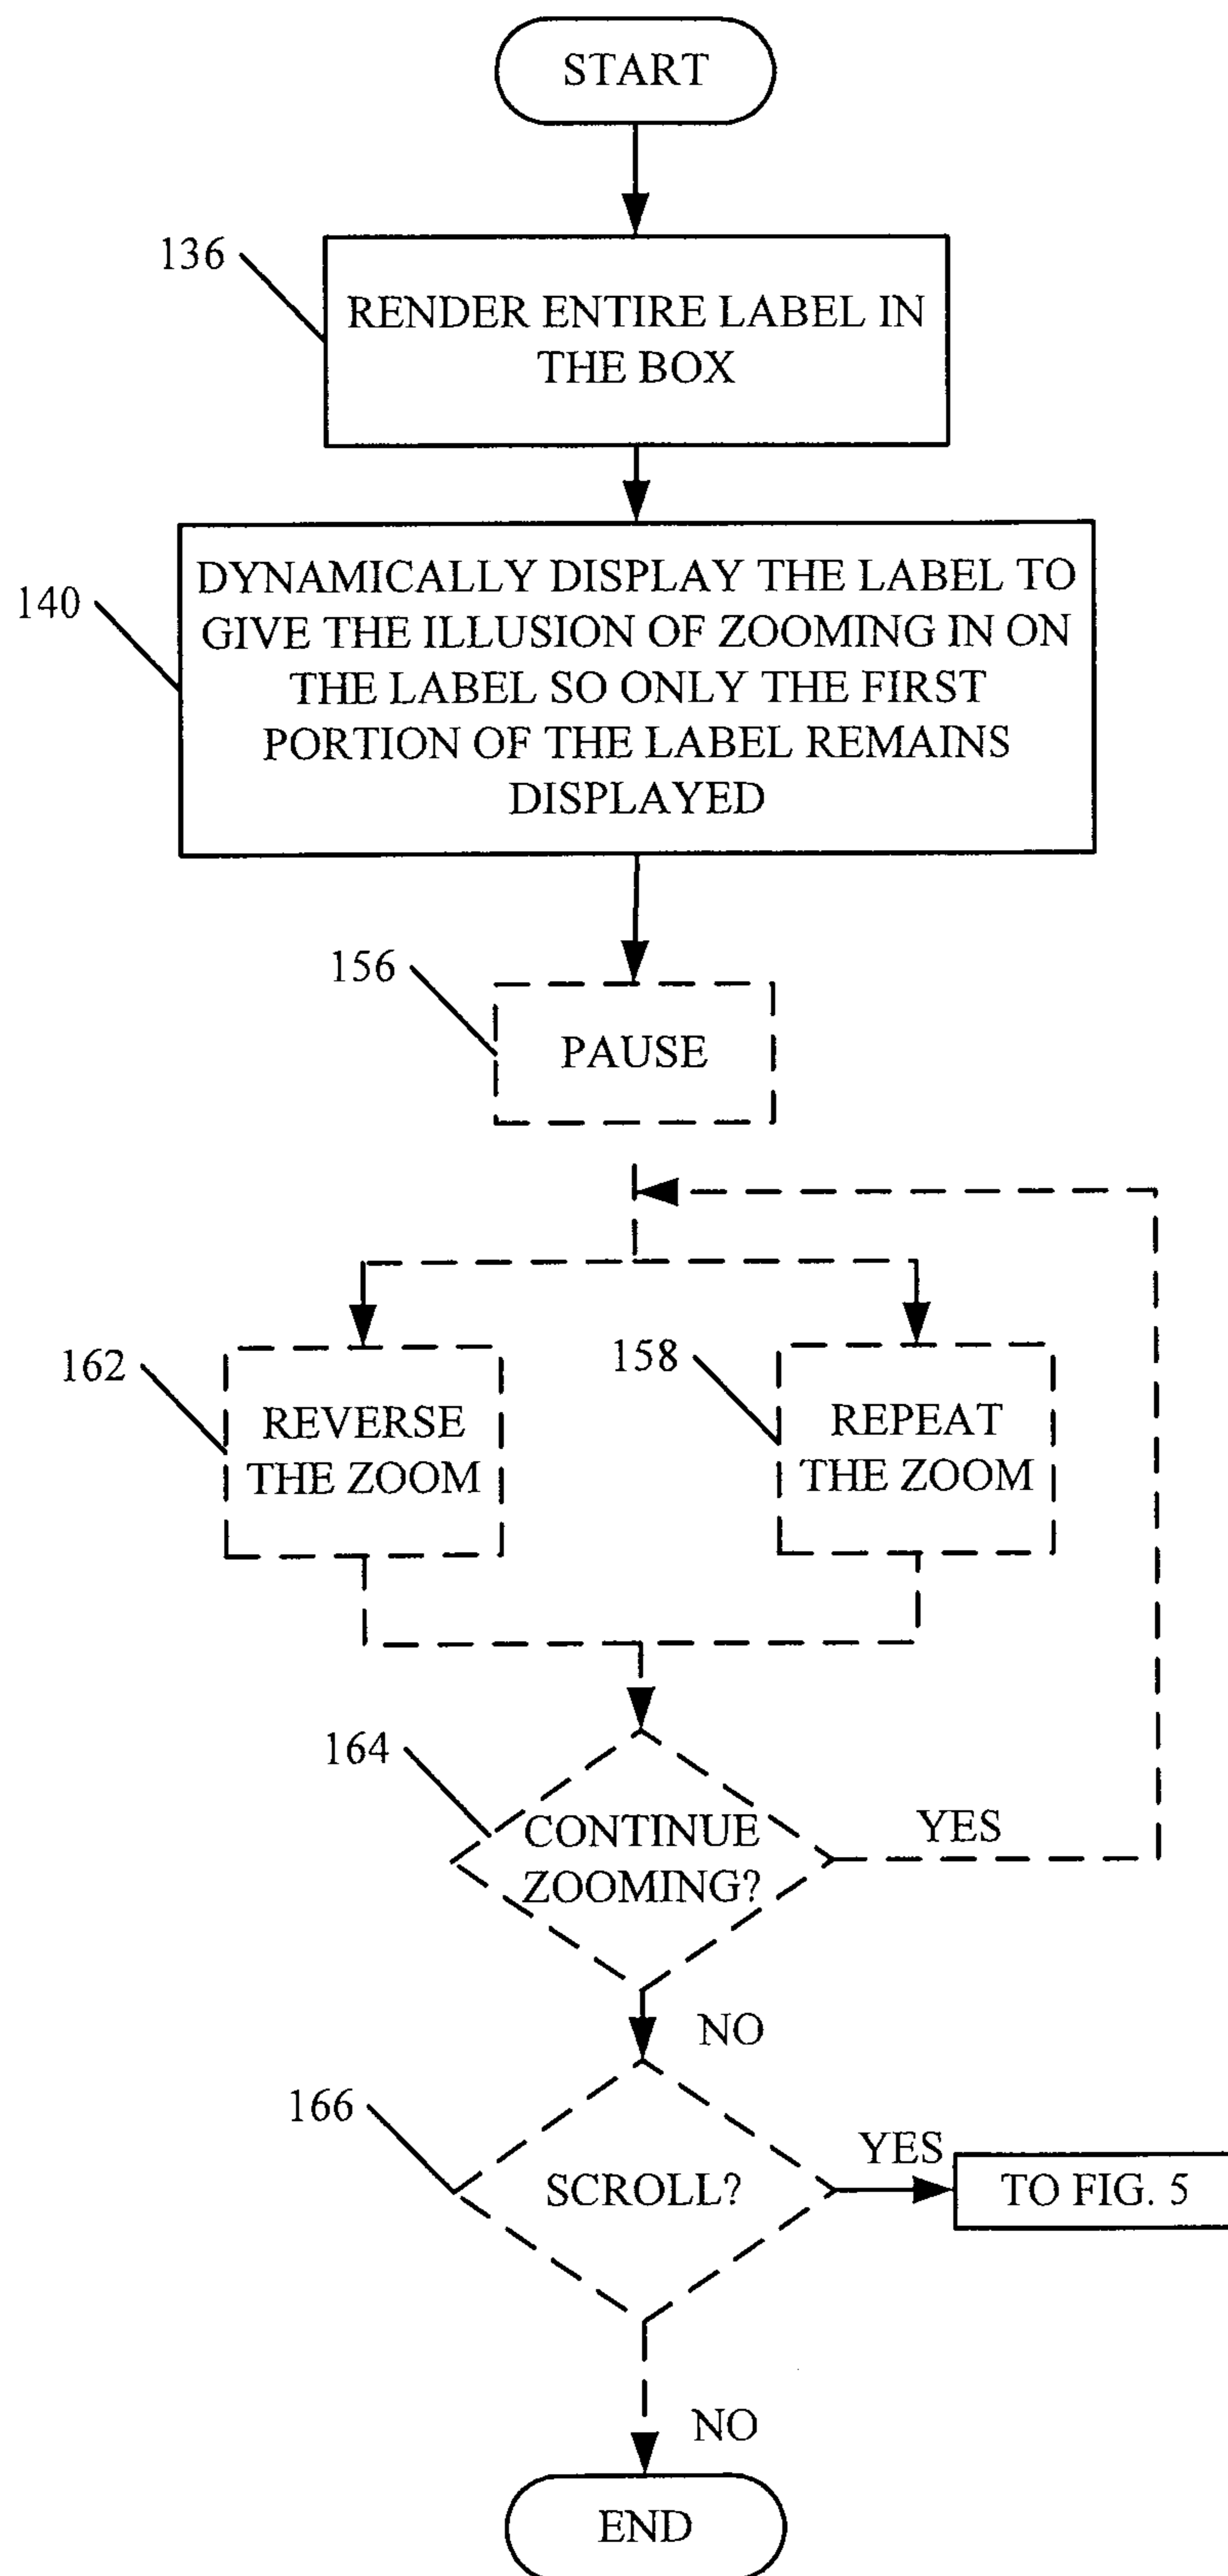 START
136
RENDER ENTIRE LABEL IN
THE BOX
140
DYNAMICALLY DISPLAY THE LABEL TO
GIVE THE ILLUSION OF ZOOMING IN ON
THE LABEL SO ONLY THE FIRST
PORTION OF THE LABEL REMAINS
DISPLAYED
156
PAUSE
162
REVERSE
THE ZOOM
158
REPEAT
THE ZOOM
164
CONTINUE
ZOOMING?
YES
NO
166
SCROLL?
YES
TO FIG. 5
NO
END